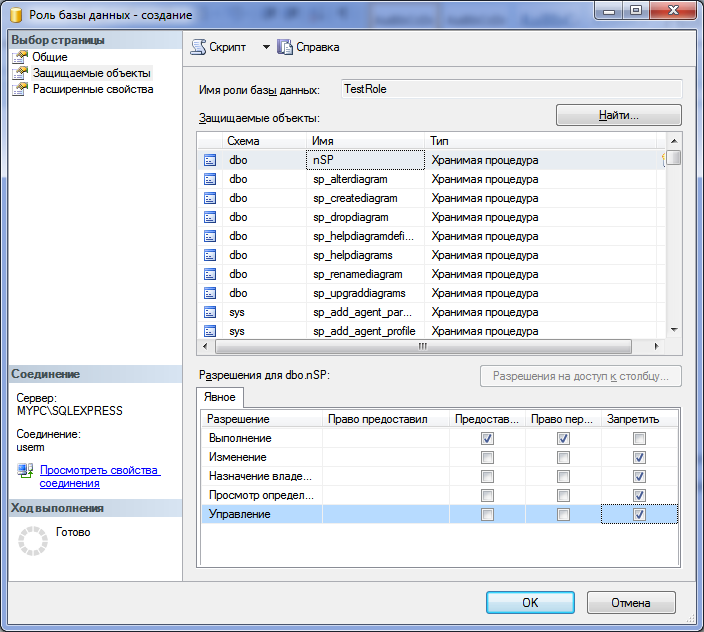 Роль базы данных - создание
Выбор страницы
Общие
Защищаемые объекты
Расширенные свойства
Скрипт Справка
Имя роли базы данных: TestRole
Защищаемые объекты: Найти...
Схема Имя Тип
dbo nSP Хранимая процедура
dbo sp_alterdiagram Хранимая процедура
dbo sp_creatediagram Хранимая процедура
dbo sp_dropdiagram Хранимая процедура
dbo sp_helpdiagramdefi... Хранимая процедура
dbo sp_helpdiagrams Хранимая процедура
dbo sp_renamediagram Хранимая процедура
dbo sp_upgraddiagrams Хранимая процедура
sys sp_add_agent_par... Хранимая процедура
sys sp_add_agent_profile Хранимая процедура
Разрешения для dbo.nSP: Разрешения на доступ к столбцу...
Явное
Разрешение Право предоставил Предостав... Право пер... Запретить
Выполнение
Изменение
Назначение владе...
Просмотр определ...
Управление
Соединение
Сервер:
MYPC\SQLEXPRESS
Соединение:
userm
Просмотреть свойства
соединения
Ход выполнения
Готово
OK Отмена